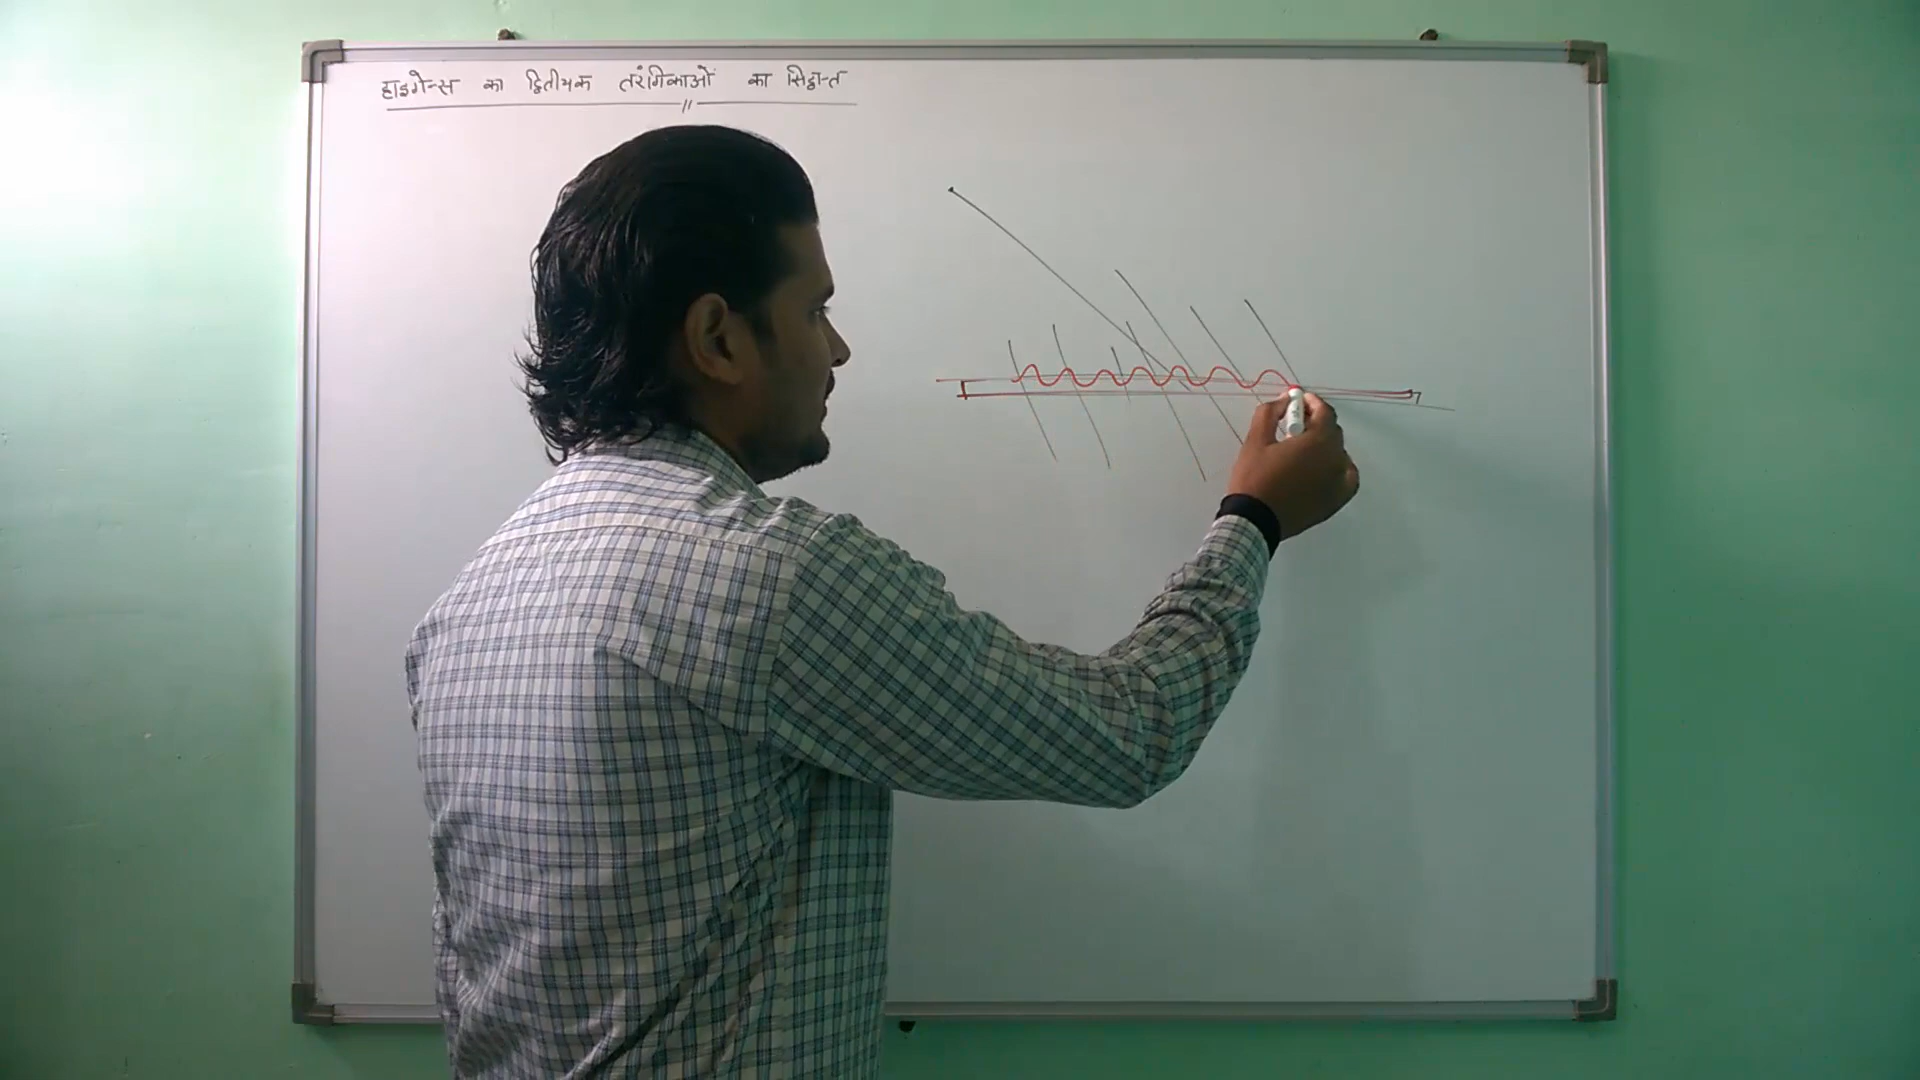 हाइगेन्स का द्वितीयक तरंगिकाओं का सिद्धान्त